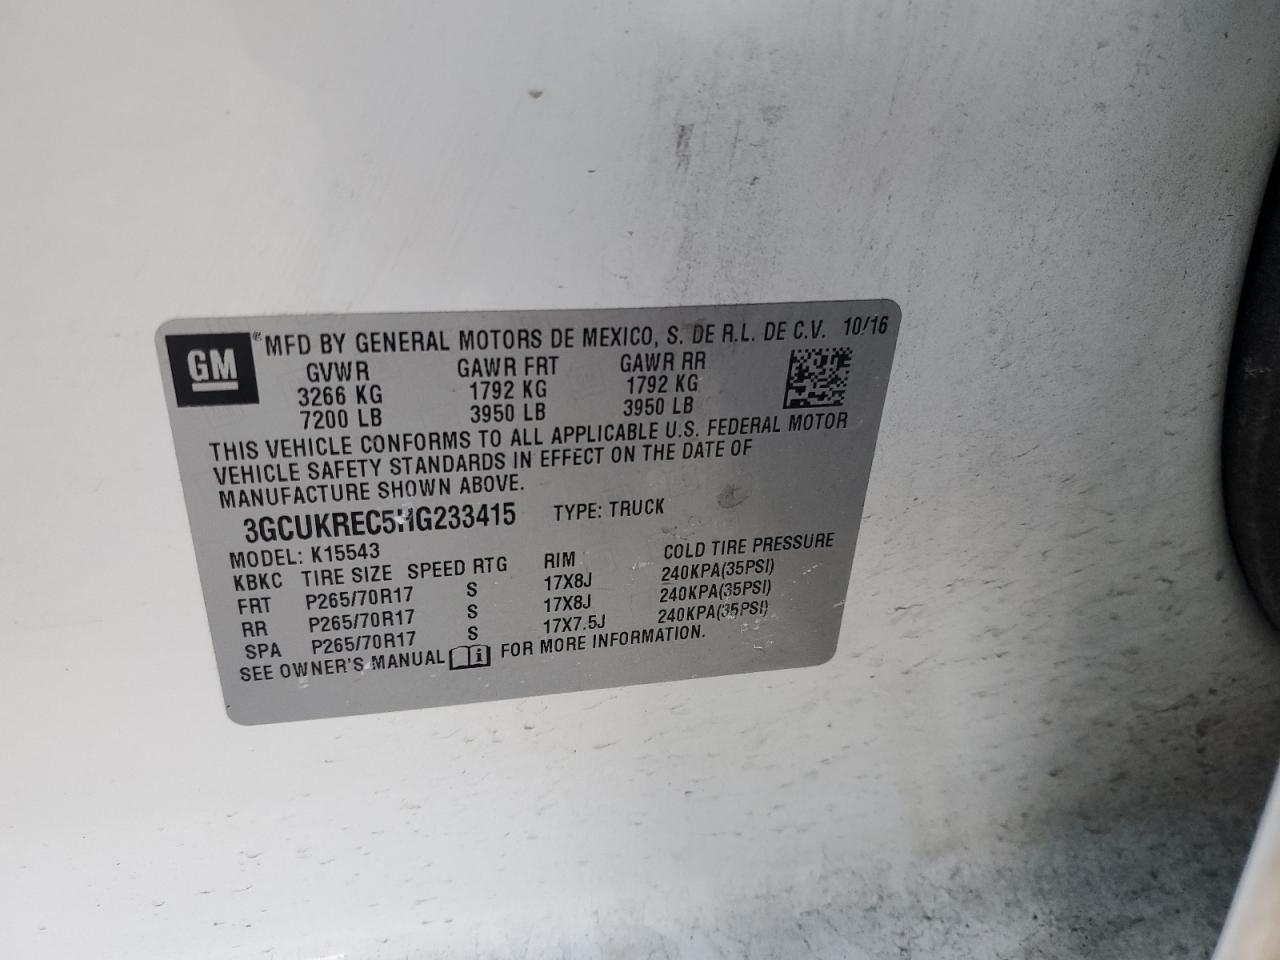 GM
® MFD BY GENERAL MOTORS DE MEXICO, S. DE R.L. DE C.V. 10/16
GVWR GAWR FRT GAWR RR
3266 KG 1792 KG 1792 KG
7200 LB 3950 LB 3950 LB
THIS VEHICLE CONFORMS TO ALL APPLICABLE U.S. FEDERAL MOTOR
VEHICLE SAFETY STANDARDS IN EFFECT ON THE DATE OF
MANUFACTURE SHOWN ABOVE.
3GCUKREC5HG233415 TYPE: TRUCK
MODEL: K15543
KBKC TIRE SIZE SPEED RTG RIM COLD TIRE PRESSURE
FRT P265/70R17 S 17X8J 240KPA(35PSI)
RR P265/70R17 S 17X8J 240KPA(35PSI)
SPA P265/70R17 S 17X7.5J 240KPA(35PSI)
SEE OWNER'S MANUAL i FOR MORE INFORMATION.